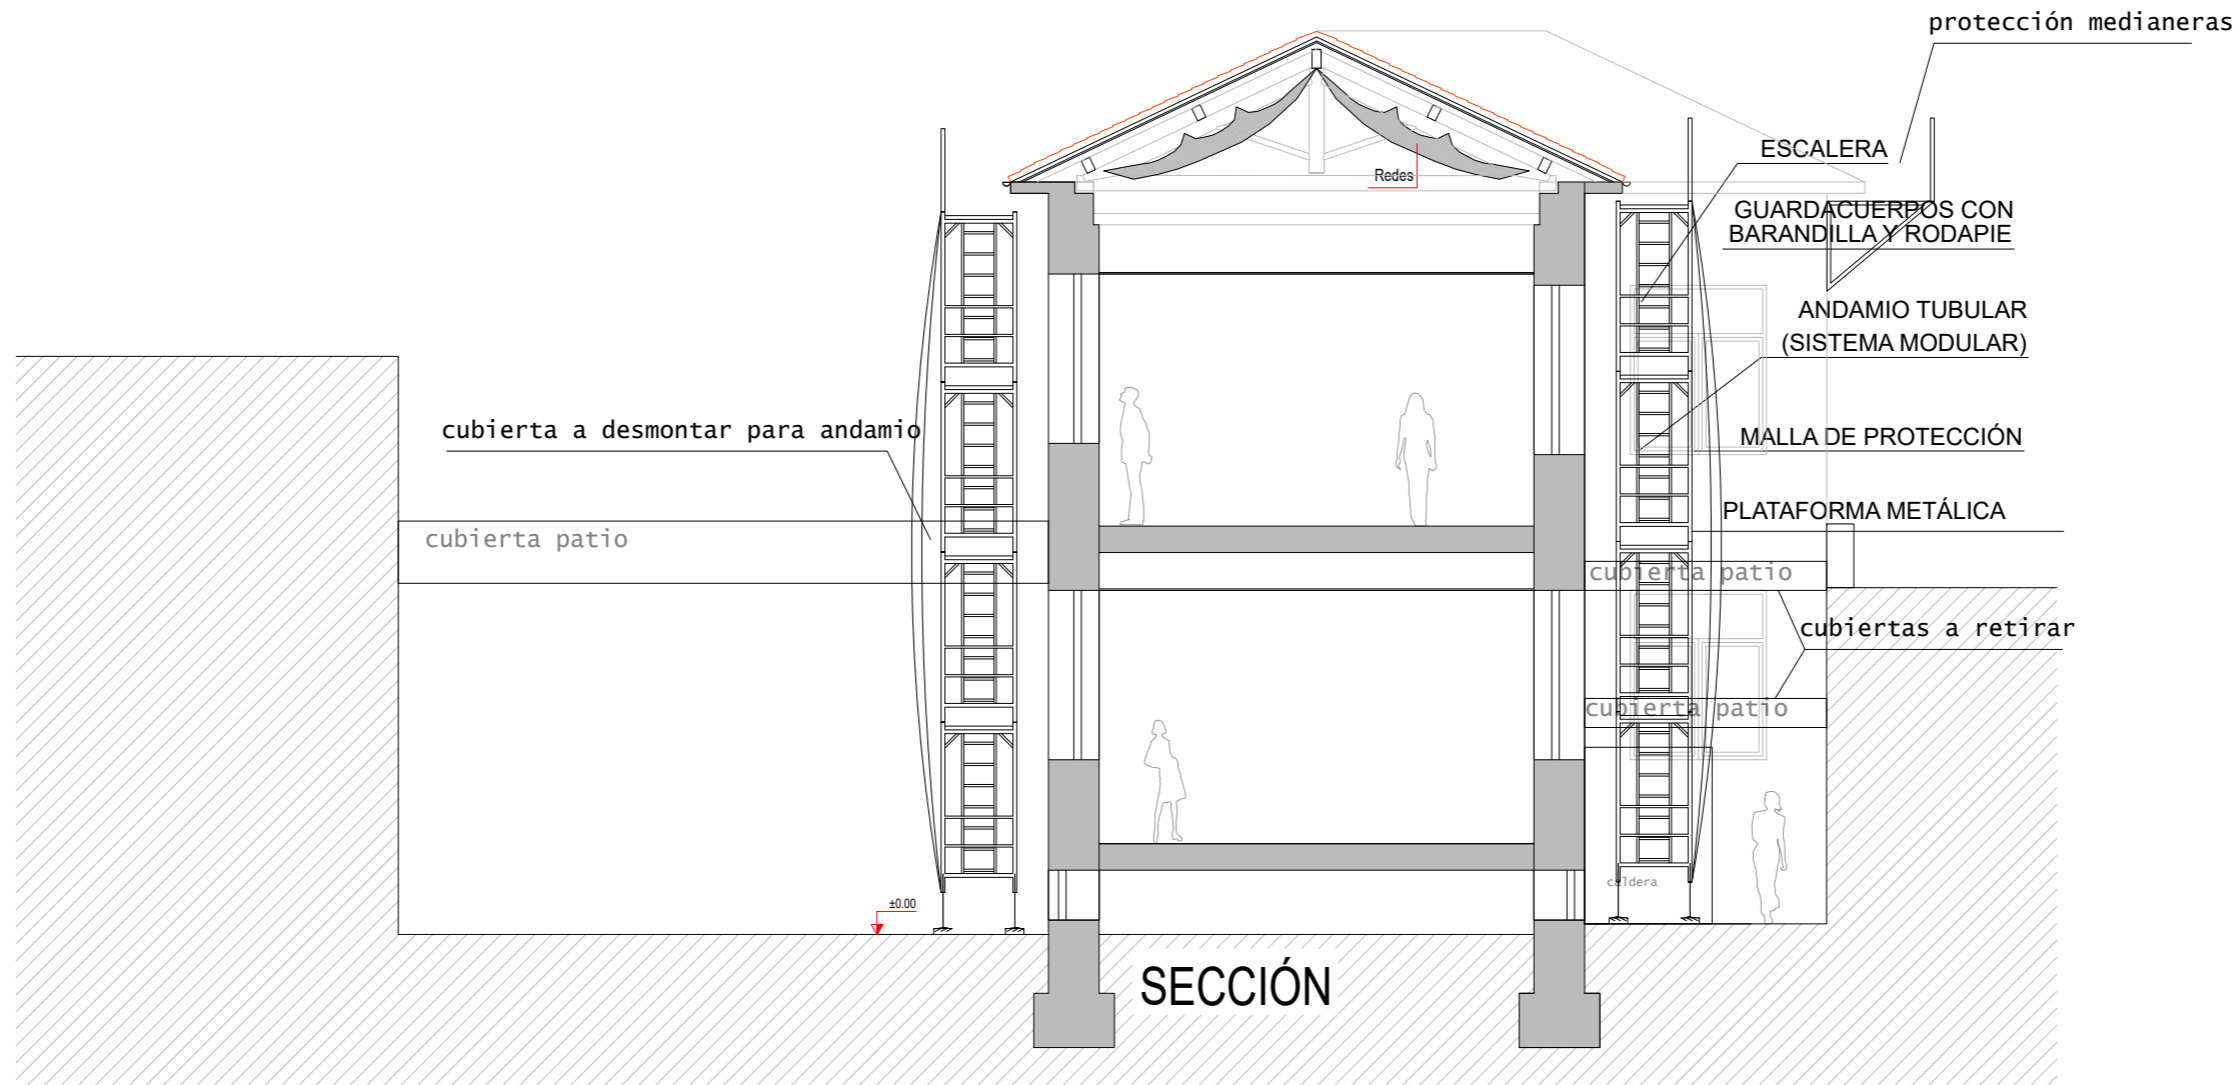 protección medianeras
ESCALERA
Redes
GUARDACUERPOS CON
BARANDILLA Y RODAPIE
ANDAMIO TUBULAR
(SISTEMA MODULAR)
cubierta a desmontar para andamio
MALLA DE PROTECCIÓN
PLATAFORMA METÁLICA
cubierta patio
cubierta patio
cubiertas a retirar
cubierta patio
caldera
±0.00
SECCIÓN